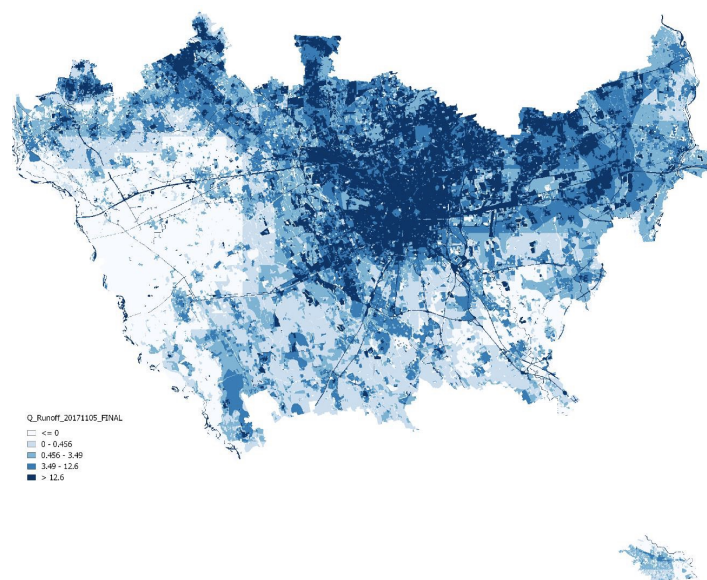 Q_Runoff_20171105_FINAL
<= 0
0 - 0.456
0.456 - 3.49
3.49 - 12.6
> 12.6